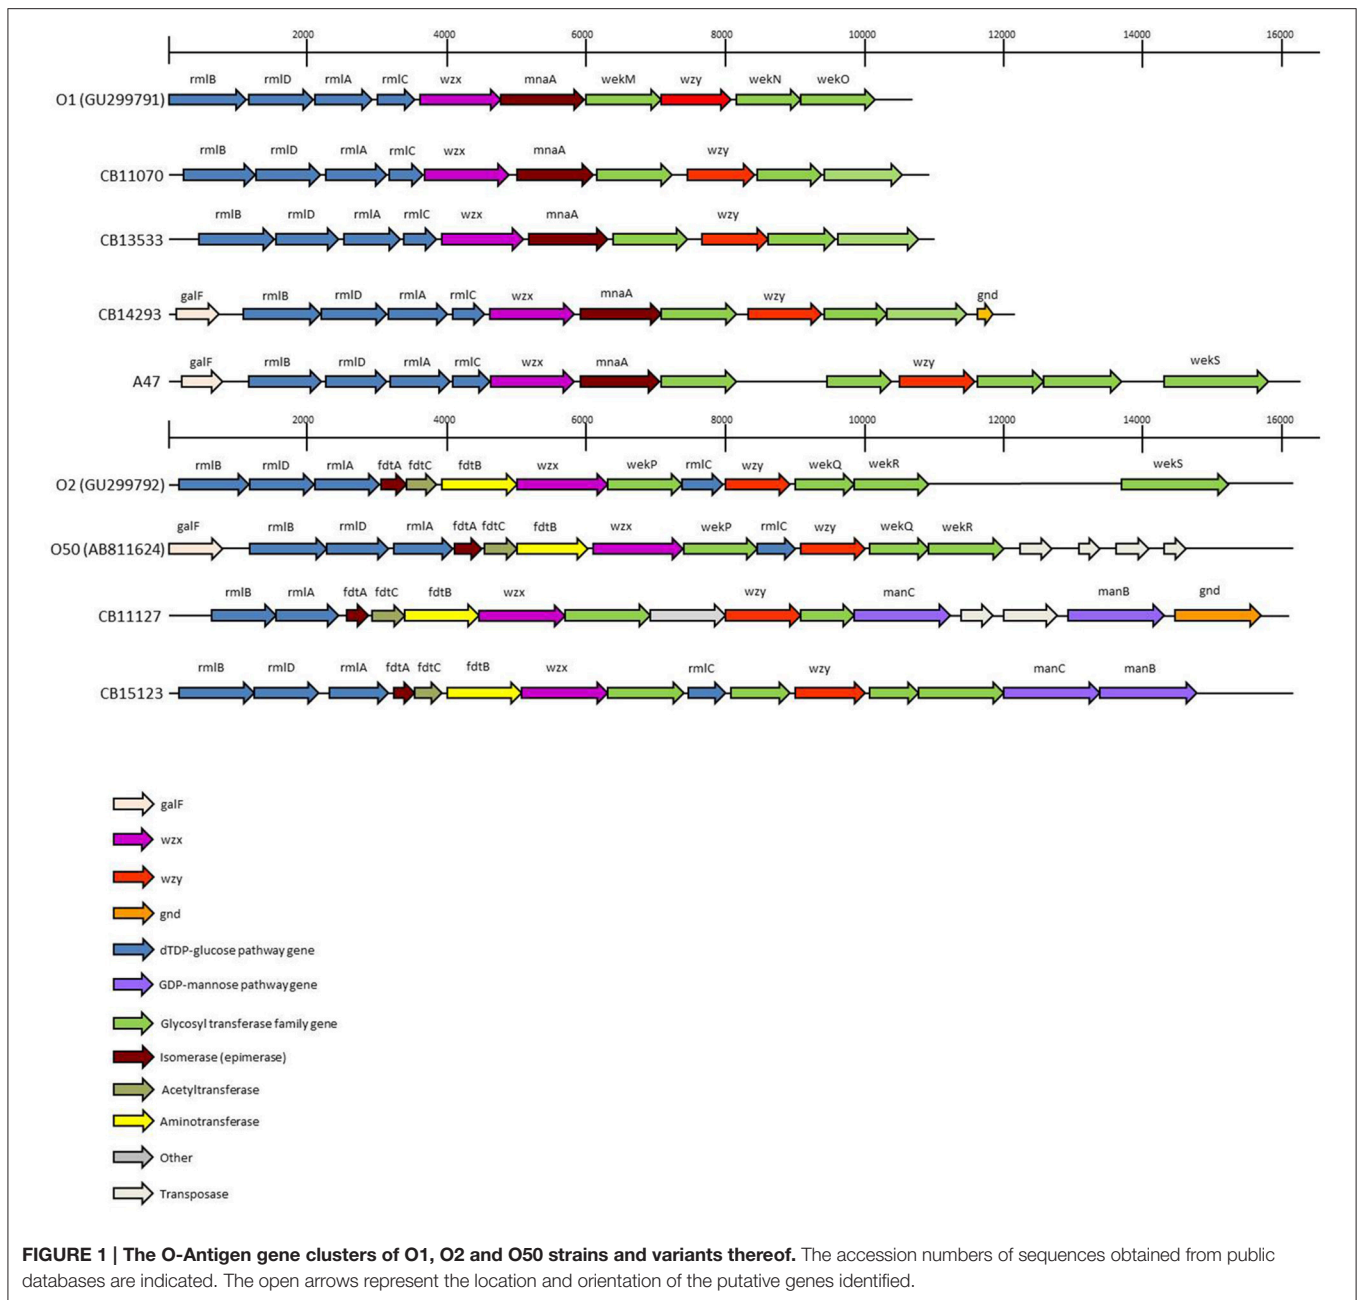 2000 4000 6000 8000 10000 12000 14000 16000
rmlB rmlD rmlA rmlC wzx mnaA wekM wzy wekN wekO
O1 (GU299791)
rmlB rmlD rmlA rmlC wzx mnaA wzy
CB11070
rmlB rmlD rmlA rmlC wzx mnaA wzy
CB13533
galF rmlB rmlD rmlA rmlC wzx mnaA wzy gnd
CB14293
galF rmlB rmlD rmlA rmlC wzx mnaA wzy wekS
A47
2000 4000 6000 8000 10000 12000 14000 16000
rmlB rmlD rmlA fdtA fdtC fdtB wzx wekP rmlC wzy wekQ wekR wekS
O2 (GU299792)
galF rmlB rmlD rmlA fdtA fdtC fdtB wzx wekP rmlC wzy wekQ wekR
O50 (AB811624)
rmlB rmlA fdtA fdtC fdtB wzx wzy manC manB gnd
CB11127
rmlB rmlD rmlA fdtA fdtC fdtB wzx rmlC wzy manC manB
CB15123
galF
wzx
wzy
gnd
dTDP-glucose pathway gene
GDP-mannose pathway gene
Glycosyl transferase family gene
Isomerase (epimerase)
Acetyltransferase
Aminotransferase
Other
Transposase
FIGURE 1 | The O-Antigen gene clusters of O1, O2 and O50 strains and variants thereof. The accession numbers of sequences obtained from public
databases are indicated. The open arrows represent the location and orientation of the putative genes identified.